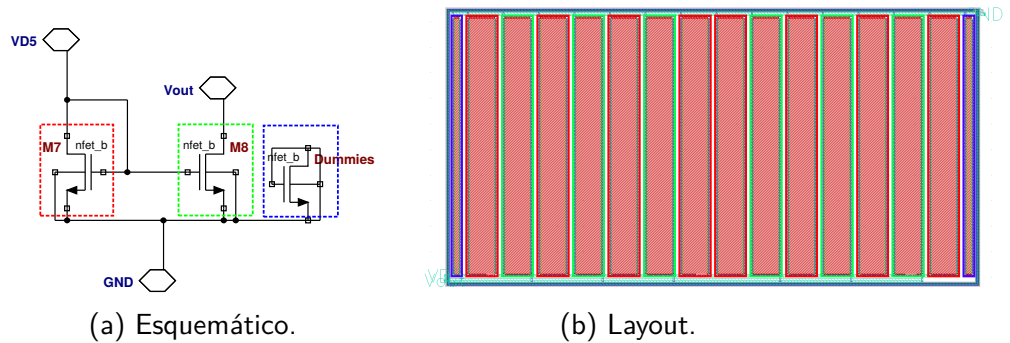 VD5
Vout
M7
nfet_b
nfet_b
M8
nfet_b
Dummies
GND
(a) Esquemático.
(b) Layout.